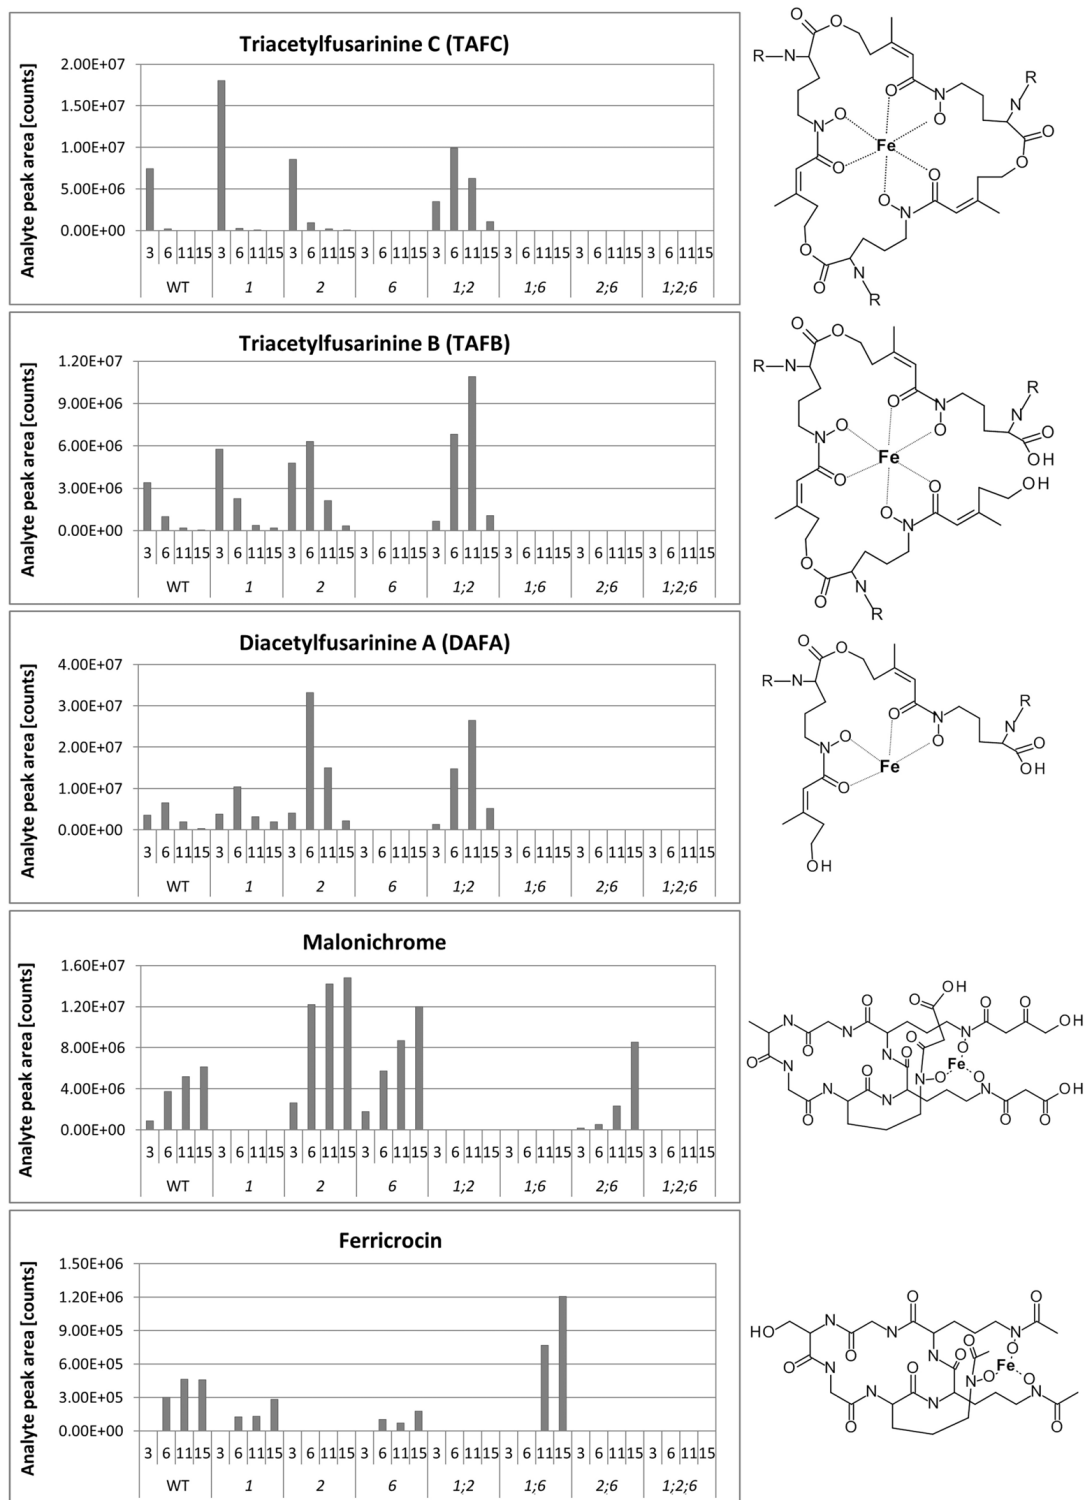 Triacetylfusarinine C (TAFC)
Analyte peak area [counts]
2.00E+07
1.50E+07
1.00E+07
5.00E+06
0.00E+00
3 6 11 15 3 6 11 15 3 6 11 15 3 6 11 15 3 6 11 15 3 6 11 15 3 6 11 15 3 6 11 15
WT 1 2 6 1;2 1;6 2;6 1;2;6
O O
R N R
O N N
N O O O
Fe O
O O
O N
O
O N
R
Triacetylfusarinine B (TAFB)
Analyte peak area [counts]
1.20E+07
9.00E+06
6.00E+06
3.00E+06
0.00E+00
3 6 11 15 3 6 11 15 3 6 11 15 3 6 11 15 3 6 11 15 3 6 11 15 3 6 11 15 3 6 11 15
WT 1 2 6 1;2 1;6 2;6 1;2;6
O O
R N R
O N N
N O O O
Fe OH
O O OH
O N
O
O N
R
Diacetylfusarinine A (DAFA)
Analyte peak area [counts]
4.00E+07
3.00E+07
2.00E+07
1.00E+07
0.00E+00
3 6 11 15 3 6 11 15 3 6 11 15 3 6 11 15 3 6 11 15 3 6 11 15 3 6 11 15 3 6 11 15
WT 1 2 6 1;2 1;6 2;6 1;2;6
O O
R N R
O N N
N O O O
Fe OH
O
OH
Malonichrome
Analyte peak area [counts]
1.60E+07
1.20E+07
8.00E+06
4.00E+06
0.00E+00
3 6 11 15 3 6 11 15 3 6 11 15 3 6 11 15 3 6 11 15 3 6 11 15 3 6 11 15 3 6 11 15
WT 1 2 6 1;2 1;6 2;6 1;2;6
O OH
O O O O
N N N OH
O O N O O Fe
N O N O O N OH
N N
O O O
Ferricrocin
Analyte peak area [counts]
1.50E+06
1.20E+06
9.00E+05
6.00E+05
3.00E+05
0.00E+00
3 6 11 15 3 6 11 15 3 6 11 15 3 6 11 15 3 6 11 15 3 6 11 15 3 6 11 15 3 6 11 15
WT 1 2 6 1;2 1;6 2;6 1;2;6
O O
HO N N N
O O N O O O Fe
N O N O O N
N N
O O